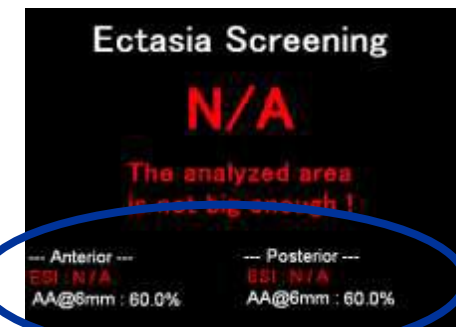 Ectasia Screening
N/A
The analyzed area
is not big enough !
--- Anterior ---
ESI : N/A
AA@6mm : 60.0%
--- Posterior ---
ESI : N/A
AA@6mm : 60.0%